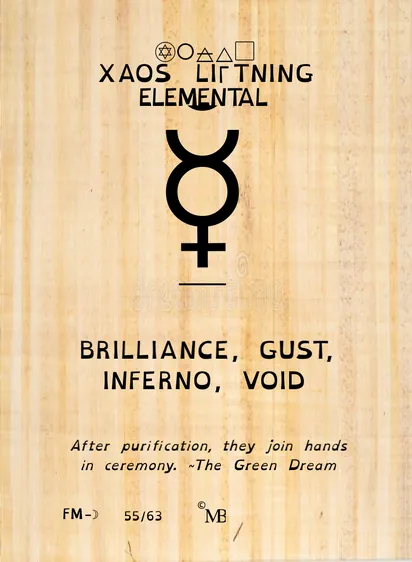 XAOS LIГTNING
ELEMENTAL
BRILLIANCE, GUST,
INFERNO, VOID
After purification, they join hands
in ceremony. ~The Green Dream
FM-☽ 55/63 © MB